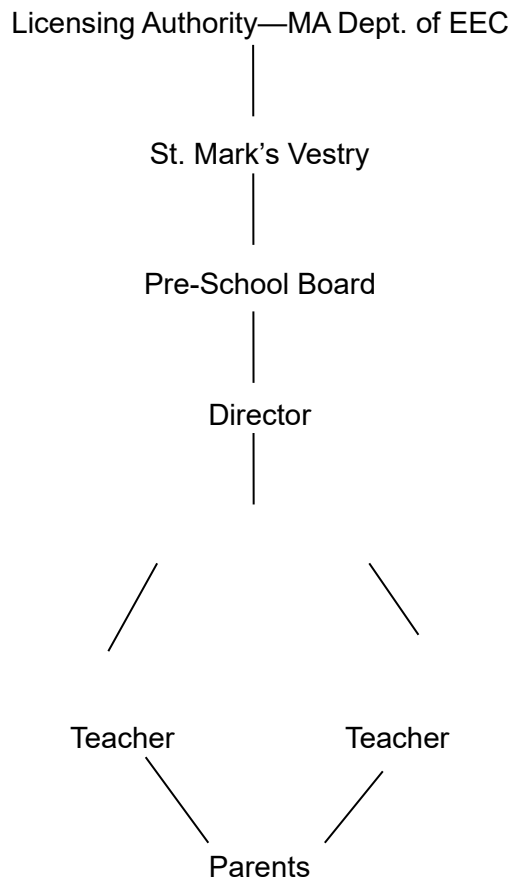 Licensing Authority—MA Dept. of EEC
St. Mark’s Vestry
Pre-School Board
Director
Teacher
Teacher
Parents